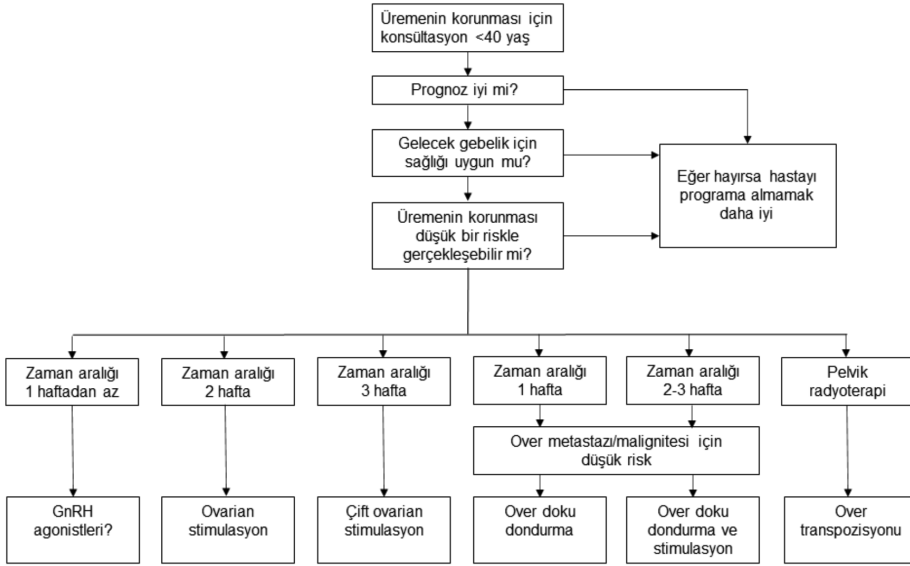 Üremenin korunması için
konsültasyon <40 yaş
Prognoz iyi mi?
Gelecek gebelik için
sağlığı uygun mu?
Eğer hayırsa hastayı
programa almamak
daha iyi
Üremenin korunması
düşük bir riskle
gerçekleşebilir mi?
Zaman aralığı
1 haftadan az
Zaman aralığı
2 hafta
Zaman aralığı
3 hafta
Zaman aralığı
1 hafta
Zaman aralığı
2-3 hafta
Pelvik
radyoterapi
Over metastazı/malignitesi için
düşük risk
GnRH
agonistleri?
Ovarian
stimulasyon
Çift ovarian
stimulasyon
Over doku
dondurma
Over doku
dondurma ve
stimulasyon
Over
transpozisyonu